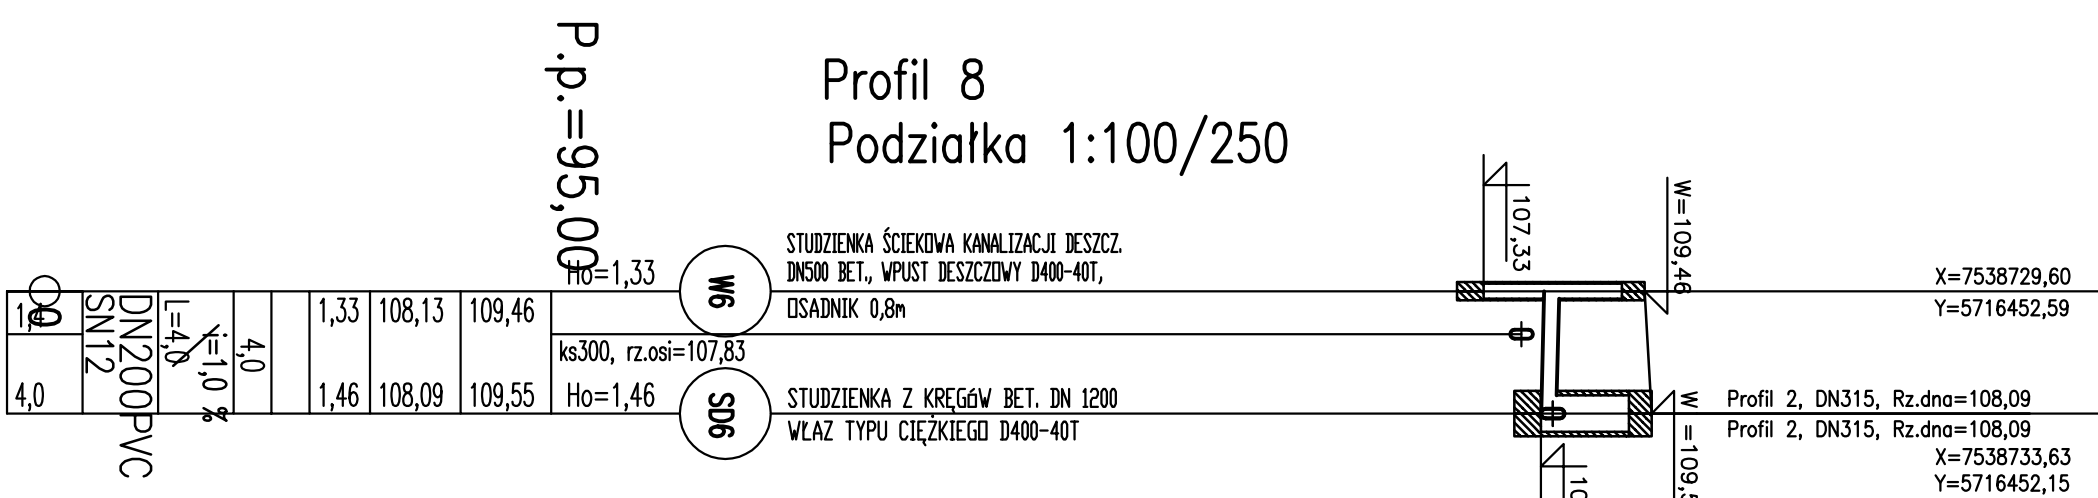 P.p.=95,00
Profil 8
Podziałka 1:100/250
107,33
W=109,46
Ho=1,33
W6
STUDZIENKA ŚCIEKOWA KANALIZACJI DESZCZ.
DN500 BET., WPUST DESZCZOWY D400-40T,
OSADNIK 0,8m
X=7538729,60
Y=5716452,59
DN200PVC
SN12
L=4,0
i=1,0 %
4,0
1,33
108,13
109,46
ks300, rz.osi=107,83
4,0
1,46
108,09
109,55
Ho=1,46
SD6
STUDZIENKA Z KRĘGÓW BET. DN 1200
WŁAZ TYPU CIĘŻKIEGO D400-40T
Profil 2, DN315, Rz.dna=108,09
Profil 2, DN315, Rz.dna=108,09
X=7538733,63
Y=5716452,15